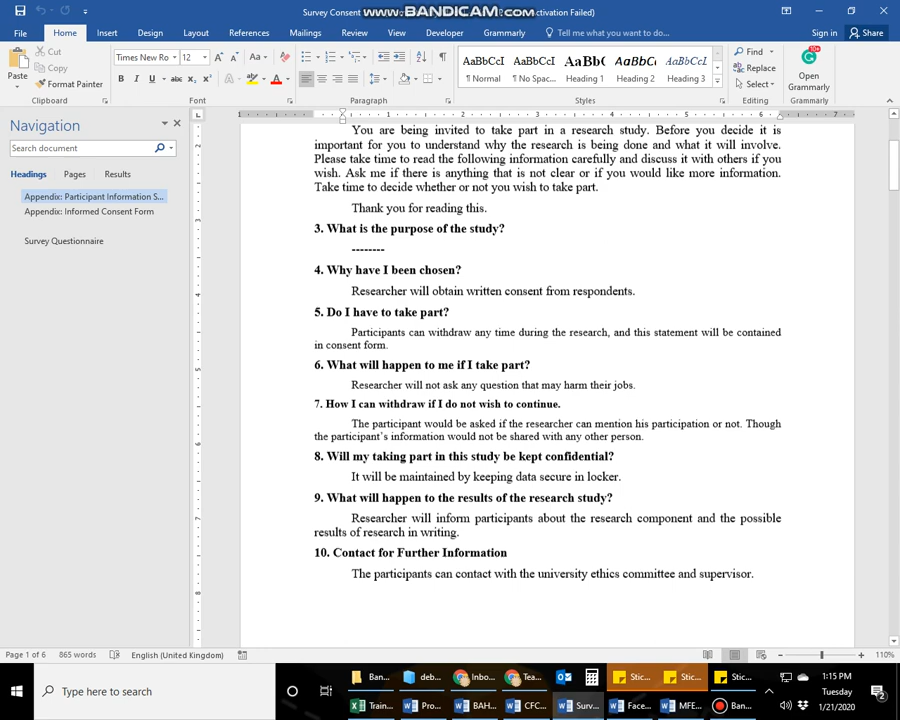 Survey Consent
www.BANDICAM.com
ctivation Failed)
File
Home
Insert
Design
Layout
References
Mailings
Review
View
Developer
Grammarly
Tell me what you want to do...
Sign in
Share
Paste
Cut
Copy
Format Painter
Clipboard
Times New Ro
12
Font
Paragraph
AaBbCcI
¶ Normal
AaBbCcI
¶ No Spac...
AaBb(
Heading 1
AaBbC
Heading 2
AaBbCcI
Heading 3
Styles
Find
Replace
Select
Editing
Open
Grammarly
Grammarly
Navigation
Search document
Headings
Pages
Results
Appendix: Participant Information S...
Appendix: Informed Consent Form
Survey Questionnaire
You are being invited to take part in a research study. Before you decide it is
important for you to understand why the research is being done and what it will involve.
Please take time to read the following information carefully and discuss it with others if you
wish. Ask me if there is anything that is not clear or if you would like more information.
Take time to decide whether or not you wish to take part.
Thank you for reading this.
3. What is the purpose of the study?
--------
4. Why have I been chosen?
Researcher will obtain written consent from respondents.
5. Do I have to take part?
Participants can withdraw any time during the research, and this statement will be contained
in consent form.
6. What will happen to me if I take part?
Researcher will not ask any question that may harm their jobs.
7. How I can withdraw if I do not wish to continue.
The participant would be asked if the researcher can mention his participation or not. Though
the participant's information would not be shared with any other person.
8. Will my taking part in this study be kept confidential?
It will be maintained by keeping data secure in locker.
9. What will happen to the results of the research study?
Researcher will inform participants about the research component and the possible
results of research in writing.
10. Contact for Further Information
The participants can contact with the university ethics committee and supervisor.
Page 1 of 6
865 words
English (United Kingdom)
110%
Type here to search
Ban...
deb...
Inbo...
Tea...
Stic...
Stic...
Stic...
Train...
Pro...
BAH...
CFC...
Surv...
Face...
MFE...
Ban...
1:15 PM
Tuesday
1/21/2020
2